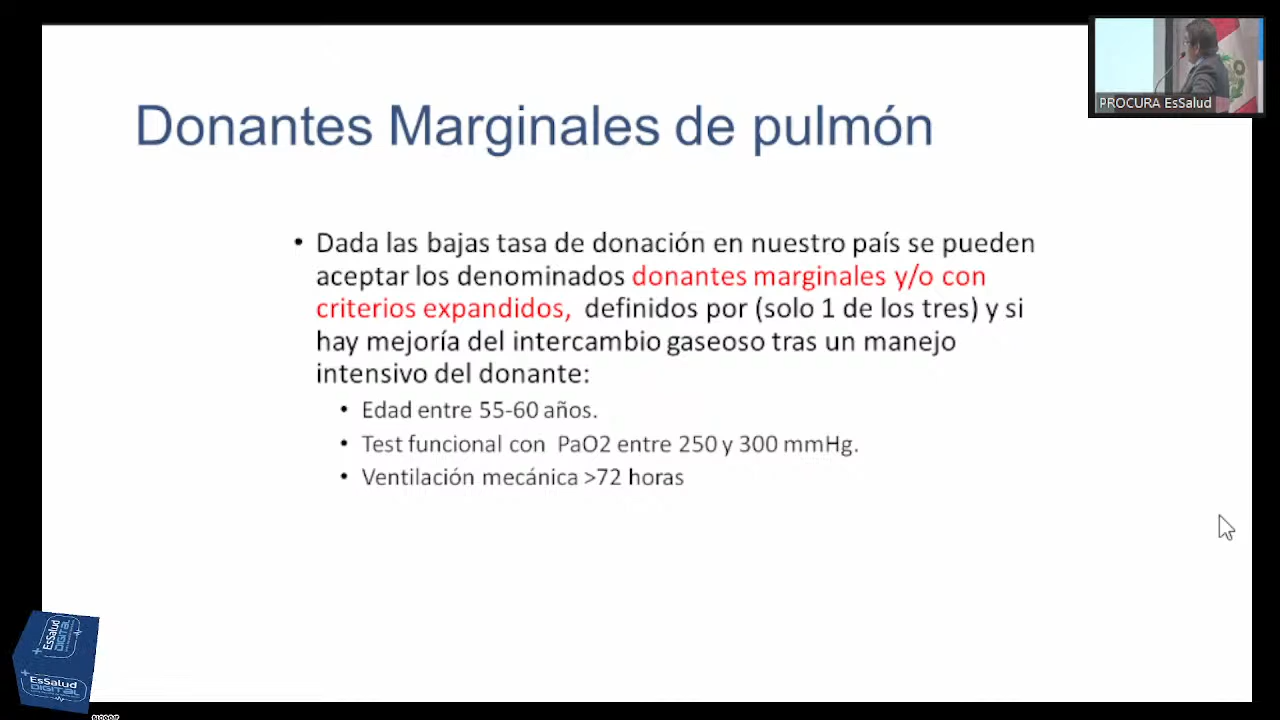 PROCURA EsSalud
Donantes Marginales de pulmón
• Dada las bajas tasa de donación en nuestro país se pueden
aceptar los denominados donantes marginales y/o con
criterios expandidos, definidos por (solo 1 de los tres) y si
hay mejoría del intercambio gaseoso tras un manejo
intensivo del donante:
• Edad entre 55-60 años.
• Test funcional con PaO2 entre 250 y 300 mmHg.
• Ventilación mecánica >72 horas
EsSalud
DIGITAL
EsSalud
DIGITAL